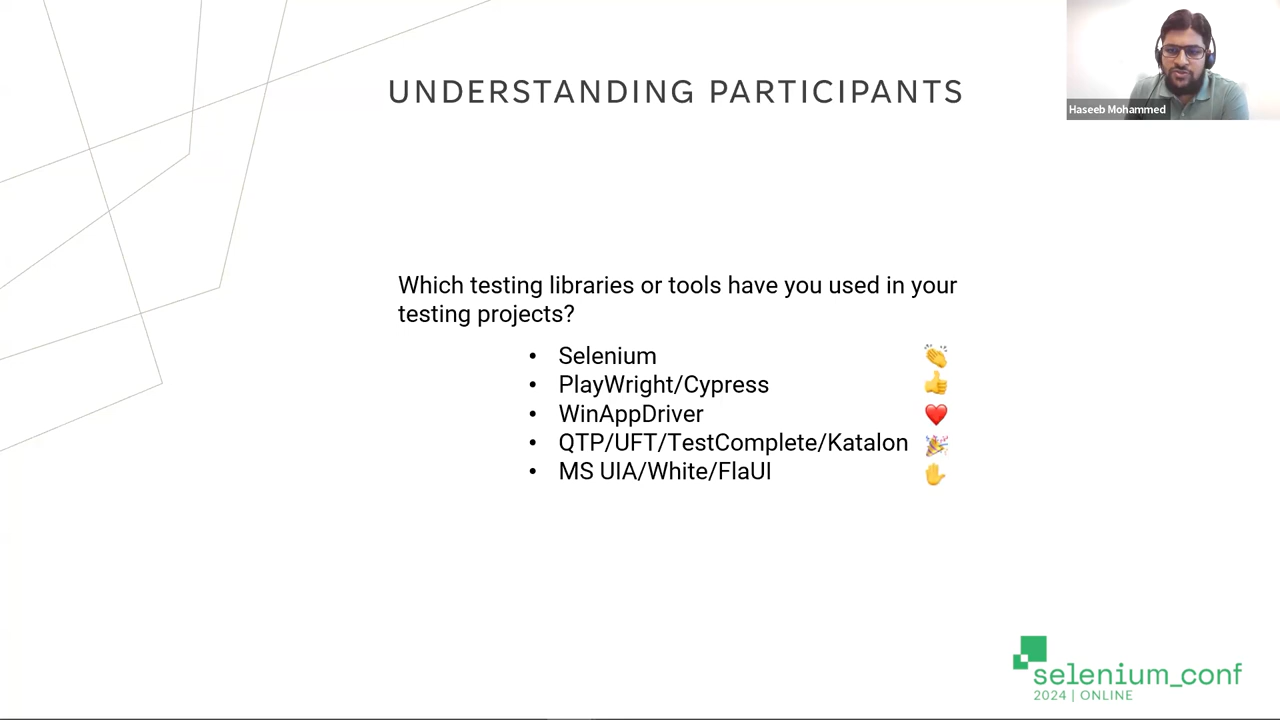 UNDERSTANDING PARTICIPANTS
Haseeb Mohammed
Which testing libraries or tools have you used in your
testing projects?
• Selenium 👏
• PlayWright/Cypress 👍
• WinAppDriver ❤️
• QTP/UFT/TestComplete/Katalon 🎉
• MS UIA/White/FlaUI ✋
selenium_conf
2024 | ONLINE